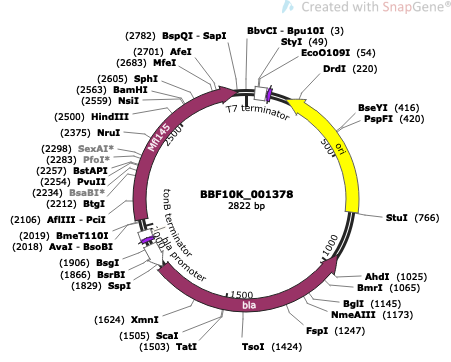 Created with SnapGene®
(2782) BspQI - SapI
(2701) AfeI
(2683) MfeI
(2605) SphI
(2563) BamHI
(2559) NsiI
(2500) HindIII
(2375) NruI
(2298) SexAI*
(2283) PfoI*
(2257) BstAPI
(2254) PvuII
(2234) BsaBI*
(2212) BtgI
(2106) AflIII - PciI
(2019) BmeT110I
(2018) AvaI - BsoBI
(1906) BsgI
(1866) BsrBI
(1829) SspI
(1624) XmnI
(1505) ScaI
(1503) TatI
BbvCI - Bpu10I (3)
StyI (49)
EcoO109I (54)
DrdI (220)
BseYI (416)
PspFI (420)
StuI (766)
AhdI (1025)
BmrI (1065)
BglI (1145)
NmeAIII (1173)
FspI (1247)
TsoI (1424)
T7 terminator
ori
500
1000
1500
2500
bla
bla promoter
tonB terminator
BBF10K_001378
2822 bp